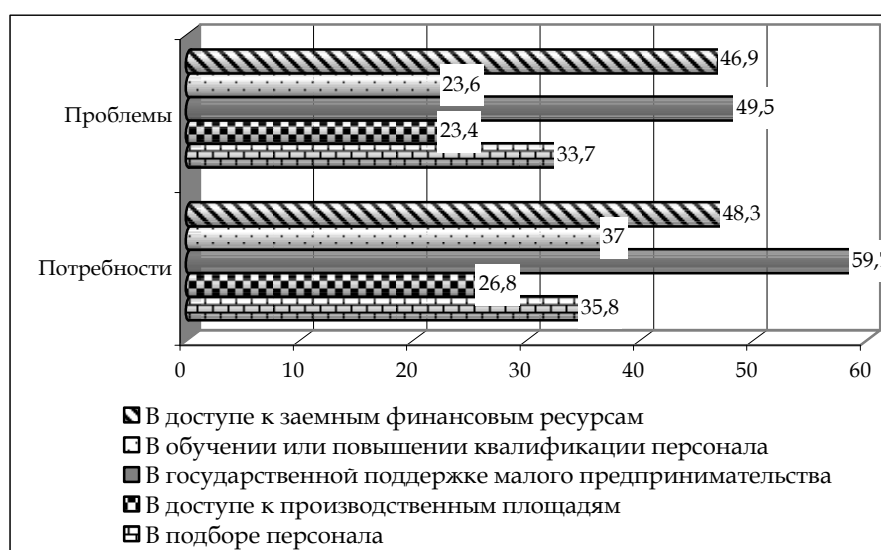 46,9
23,6
Проблемы
49,5
23,4
33,7
48,3
37
Потребности
26,8
35,8
0 10 20 30 40 50 60
В доступе к заемным финансовым ресурсам
В обучении или повышении квалификации персонала
В государственной поддержке малого предпринимательства
В доступе к производственным площадям
В подборе персонала